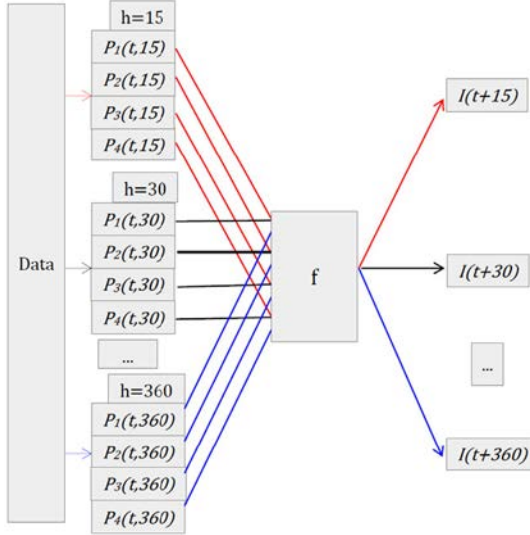 h=15
P1(t,15)
P2(t,15)
P3(t,15)
P4(t,15)
h=30
P1(t,30)
P2(t,30)
P3(t,30)
P4(t,30)
...
h=360
P1(t,360)
P2(t,360)
P3(t,360)
P4(t,360)
Data
f
I(t+15)
I(t+30)
...
I(t+360)